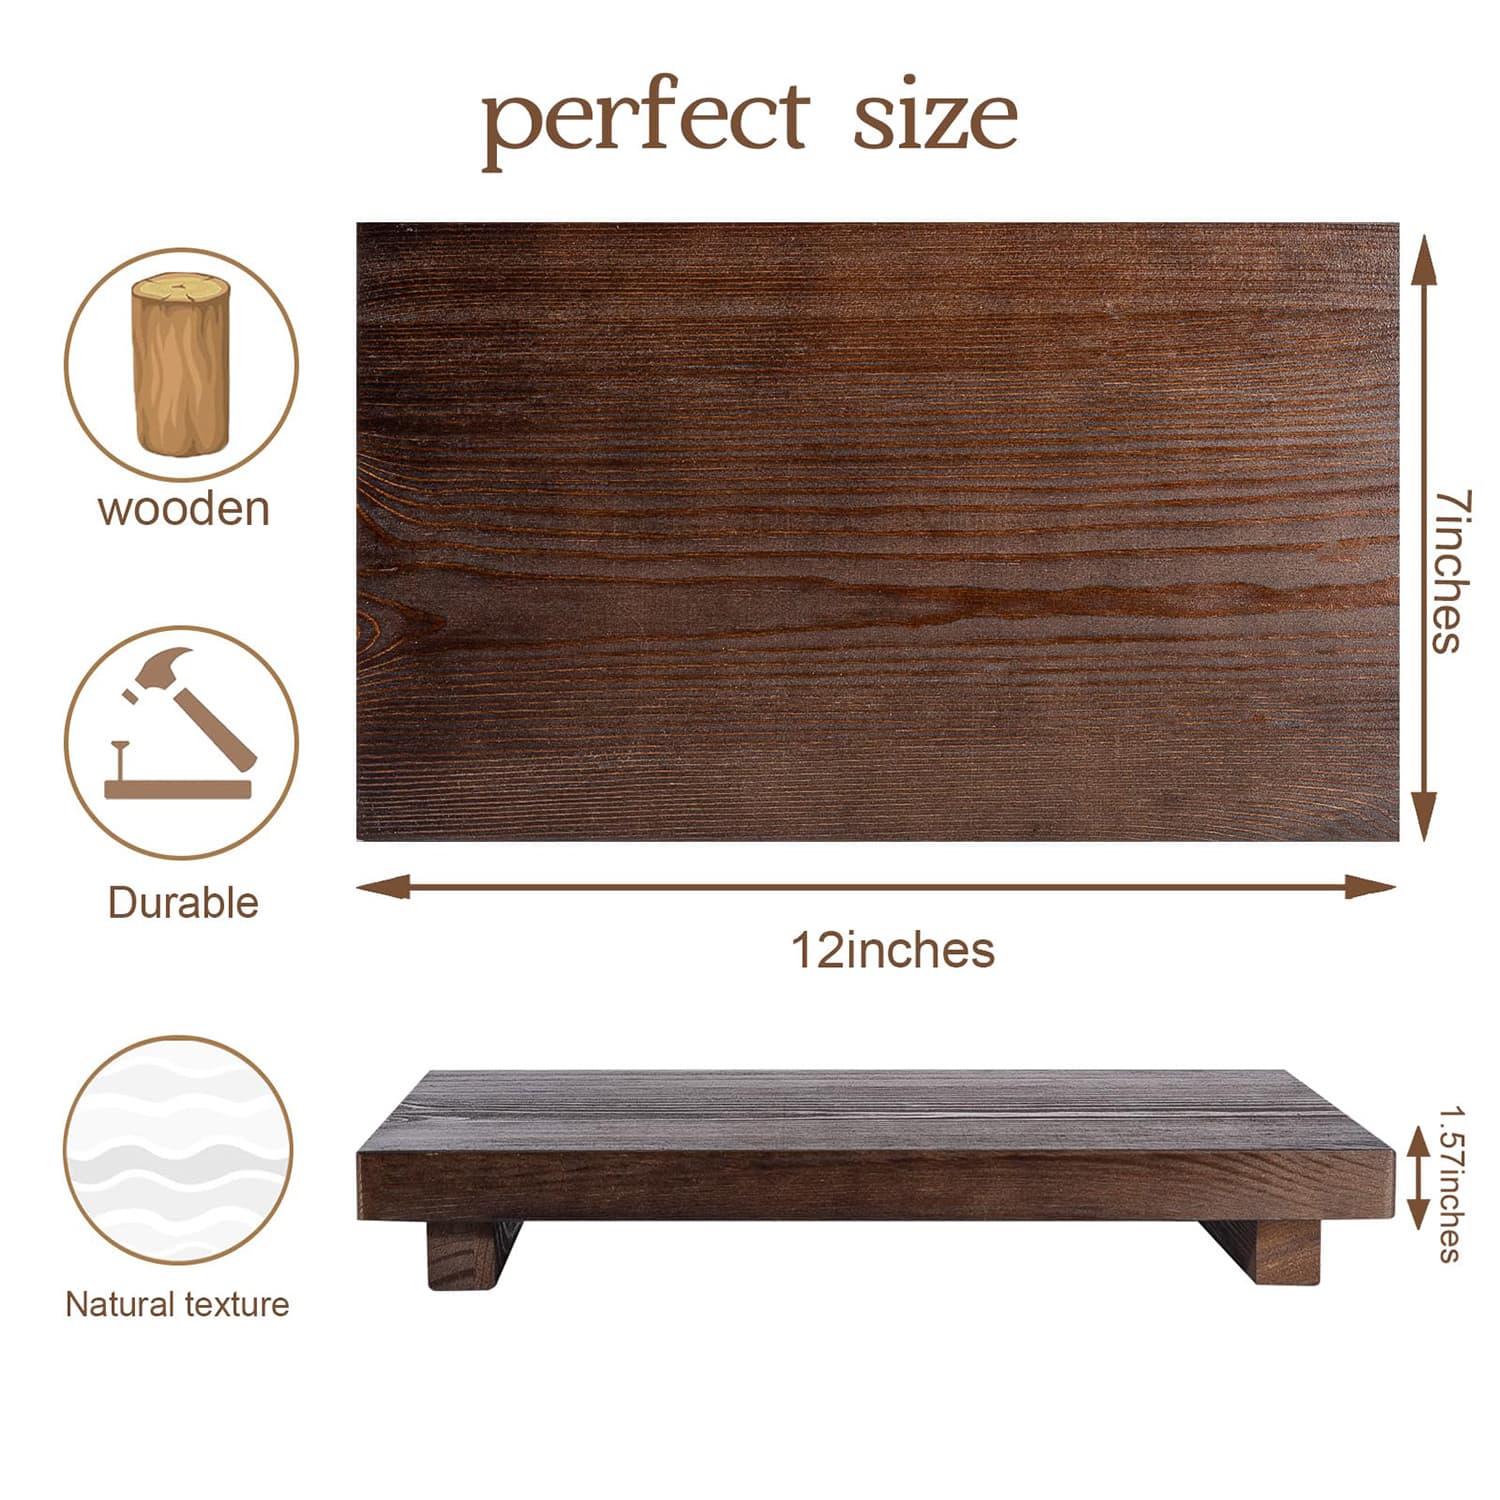 perfect size
wooden
7inches
Durable
12inches
1.57inches
Natural texture